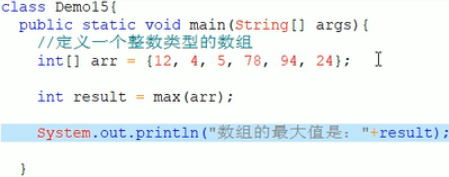 class Demo15{
public static void main(String[] args){
//定义一个整数类型的数组
int[] arr = {12, 4, 5, 78, 94, 24};
int result = max(arr);
System.out.println("数组的最大值是："+result);
}